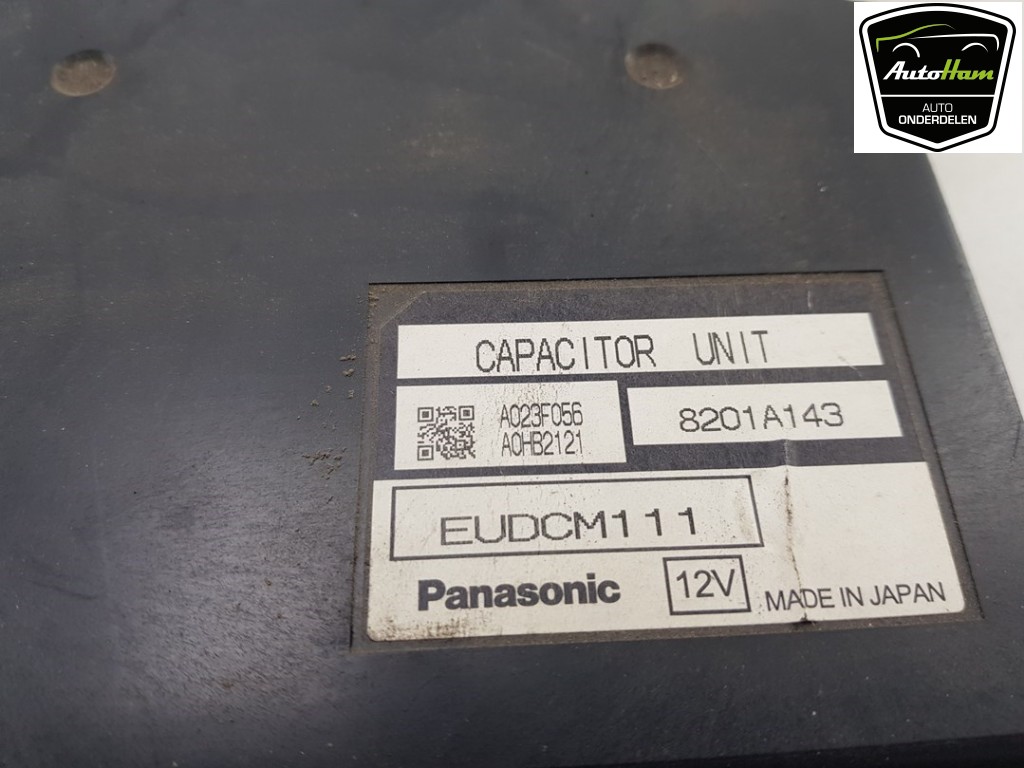 AutoHam
AUTO
ONDERDELEN
CAPACITOR UNIT
A023F056
A0HB2121
8201A143
EUDCM111
Panasonic
12V
MADE IN JAPAN